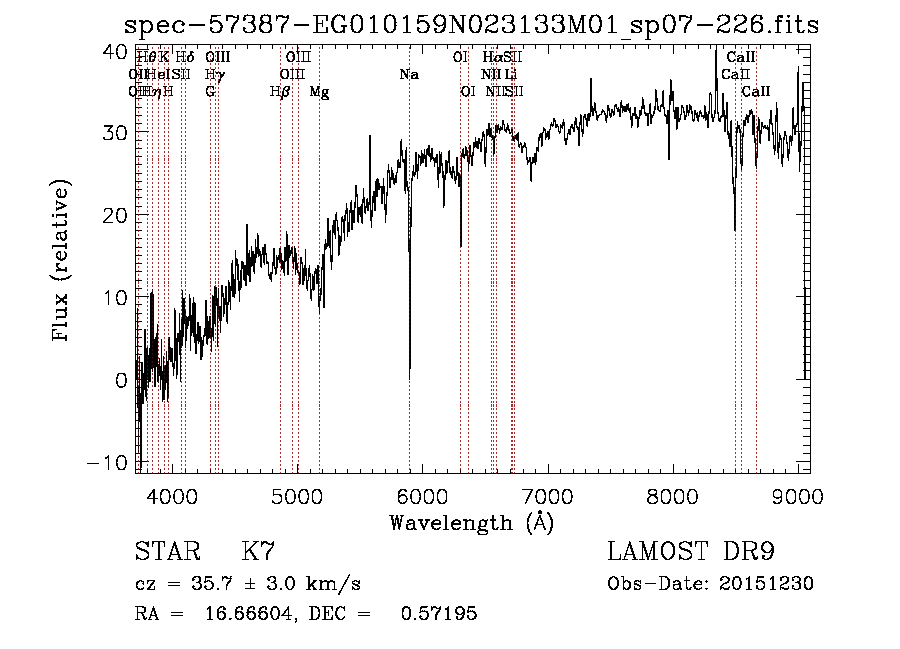 spec-57387-EG010159N023133M01_sp07-226.fits
Hθ K Hδ OIII OIII OI Hα SII CaII
OII HeI SII Hγ OIII Na NII Li CaII
OII Hη H G Hβ Mg OI NII SII CaII
40
30
20
10
0
-10
Flux (relative)
4000 5000 6000 7000 8000 9000
Wavelength (Å)
STAR K7 LAMOST DR9
cz = 35.7 ± 3.0 km/s Obs-Date: 20151230
RA = 16.66604, DEC = 0.57195